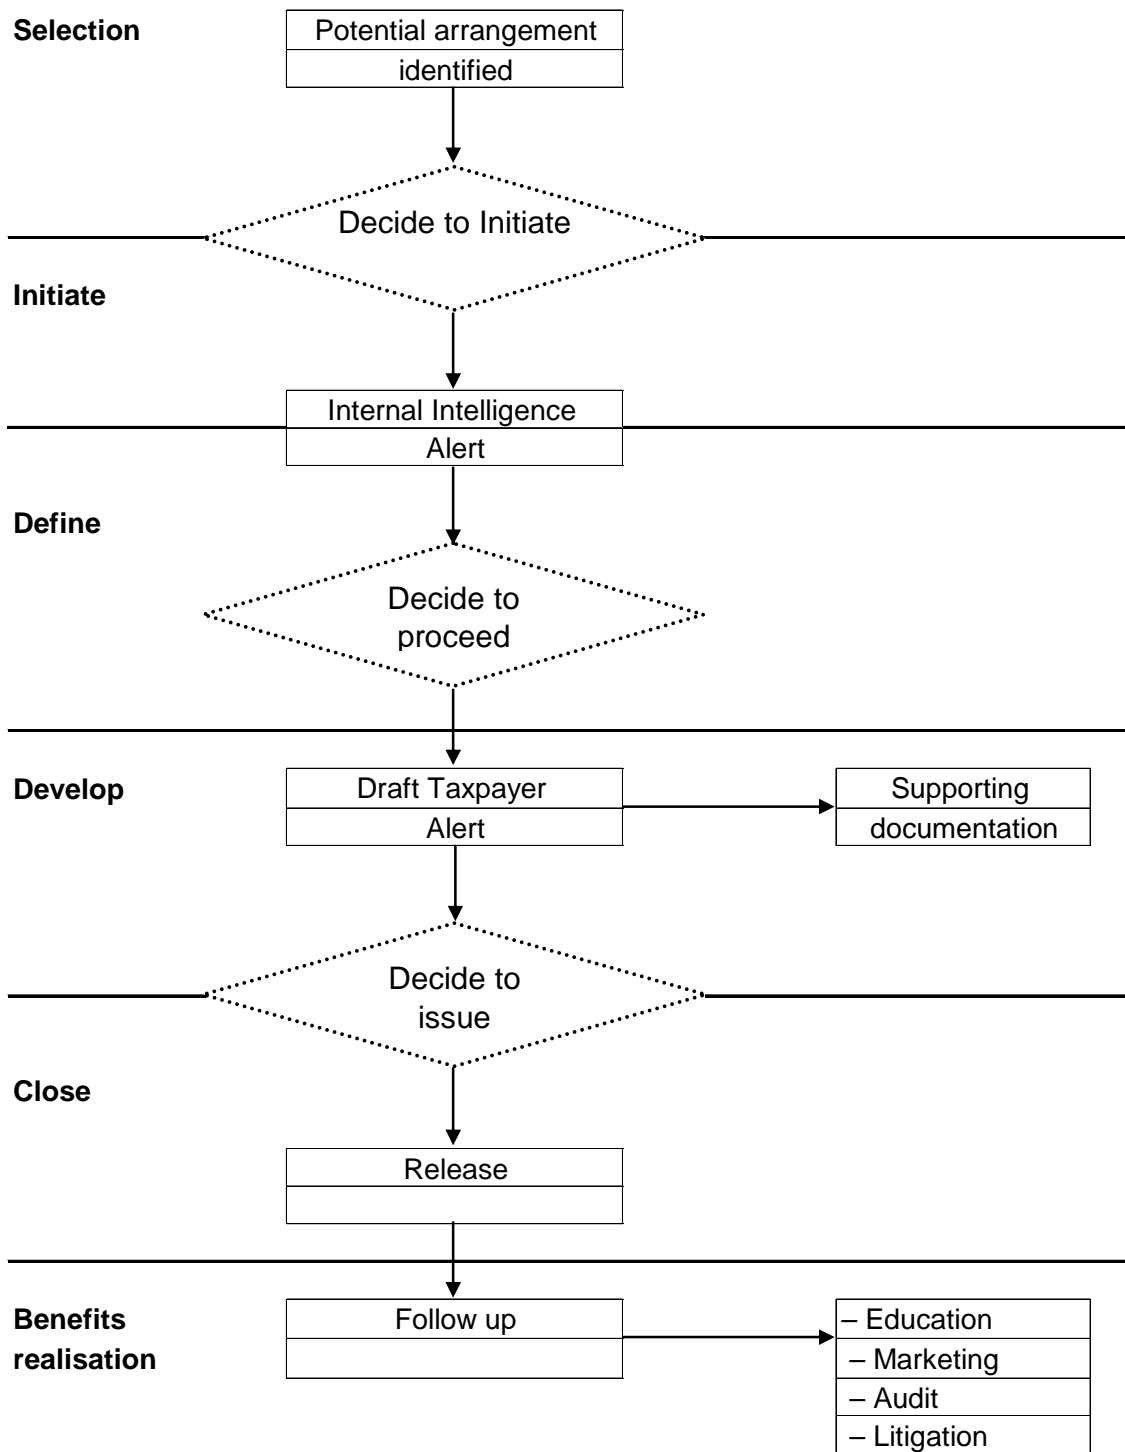 Selection
Potential arrangement
identified
Decide to Initiate
Initiate
Internal Intelligence
Alert
Define
Decide to
proceed
Develop
Draft Taxpayer
Alert
Supporting
documentation
Decide to
issue
Close
Release
Benefits
realisation
Follow up
– Education
– Marketing
– Audit
– Litigation